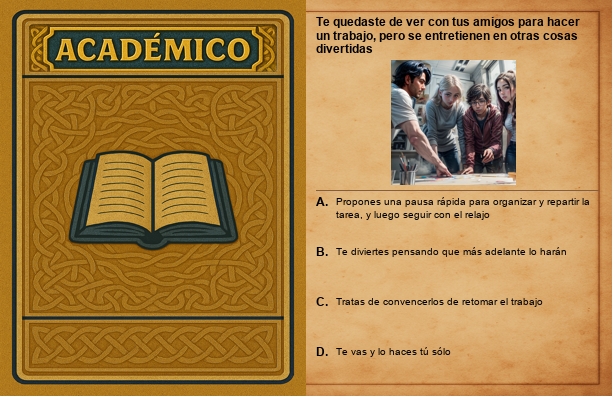 ACADÉMICO
Te quedaste de ver con tus amigos para hacer
un trabajo, pero se entretienen en otras cosas
divertidas
A. Propones una pausa rápida para organizar y repartir la
tarea, y luego seguir con el relajo
B. Te diviertes pensando que más adelante lo harán
C. Tratas de convencerlos de retomar el trabajo
D. Te vas y lo haces tú sólo